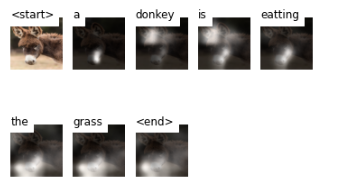 <start> a donkey is eatting
the grass <end>